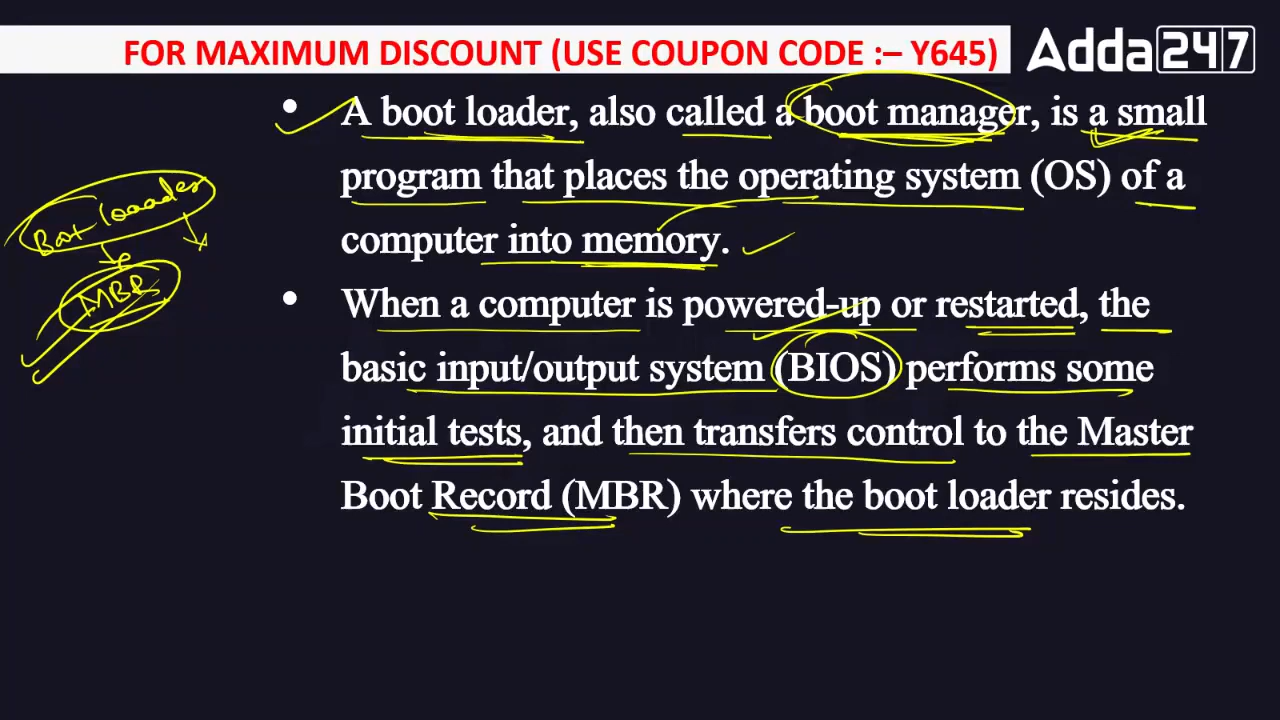 FOR MAXIMUM DISCOUNT (USE COUPON CODE :– Y645)
Adda247
• A boot loader, also called a boot manager, is a small
program that places the operating system (OS) of a
computer into memory.
• When a computer is powered-up or restarted, the
basic input/output system (BIOS) performs some
initial tests, and then transfers control to the Master
Boot Record (MBR) where the boot loader resides.
Boot loader
MBR